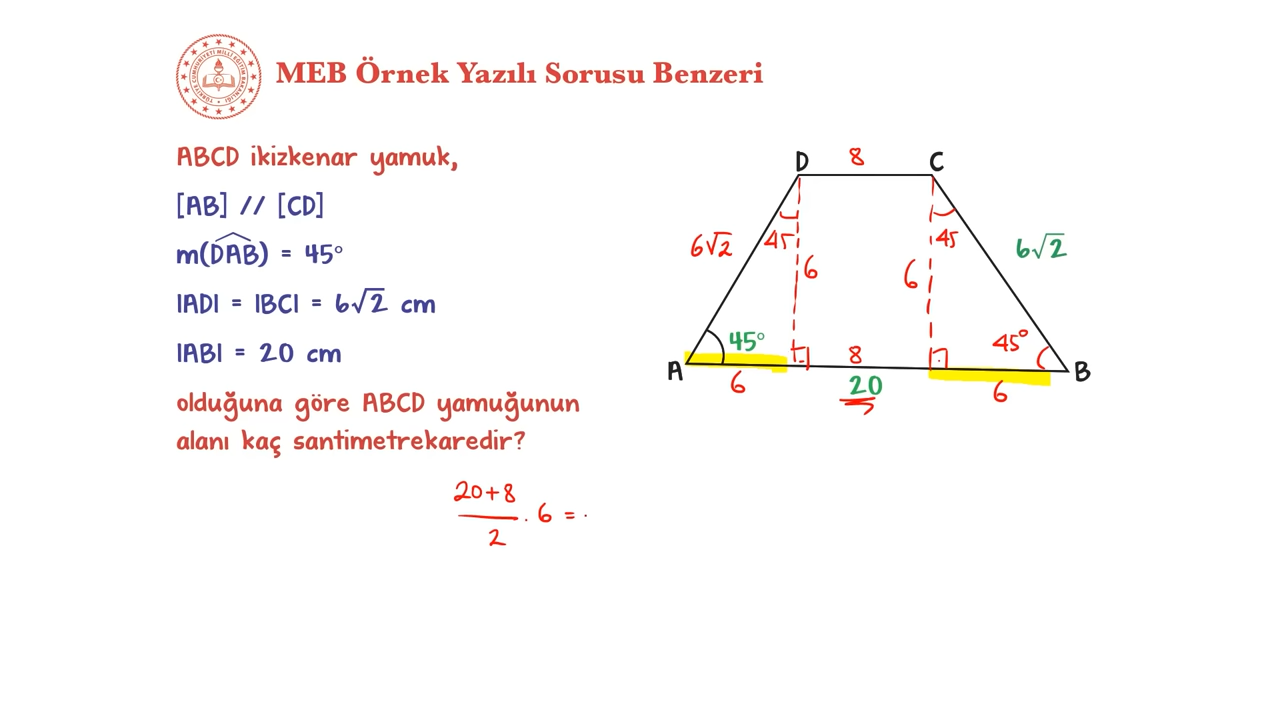 MEB Örnek Yazılı Sorusu Benzeri
ABCD ikizkenar yamuk,
[AB] // [CD]
m(DAB) = 45°
|AD| = |BC| = 6√2 cm
|AB| = 20 cm
olduğuna göre ABCD yamuğunun
alanı kaç santimetrekaredir?
20+8
2
. 6 = .
D 8 C
6√2 45 6 6 45 6√2
45° 8 45°
A 6 20 6 B